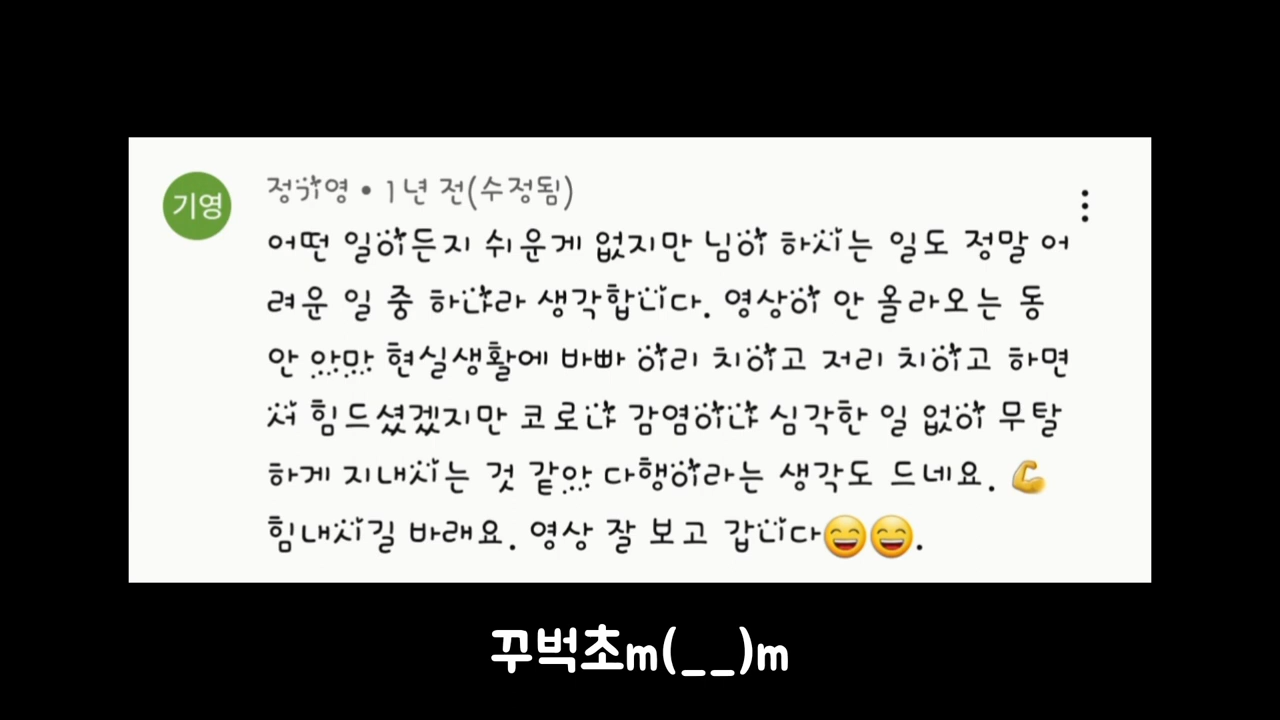 기영
정기영 • 1년 전(수정됨)
어떤 일이든지 쉬운게 없지만 님이 하시는 일도 정말 어
려운 일 중 하나라 생각합니다. 영상이 안 올라오는 동
안 얀먄 현실생활에 바빠 이리 치이고 저리 치이고 하면
서 힘드셨겠지만 코로나 감염이나 심각한 일 없이 무탈
하게 지내시는 것 같안 다행이라는 생각도 드네요. 💪
힘내시길 바래요. 영상 잘 보고 갑니다😄😄.
꾸벅초m(__)m